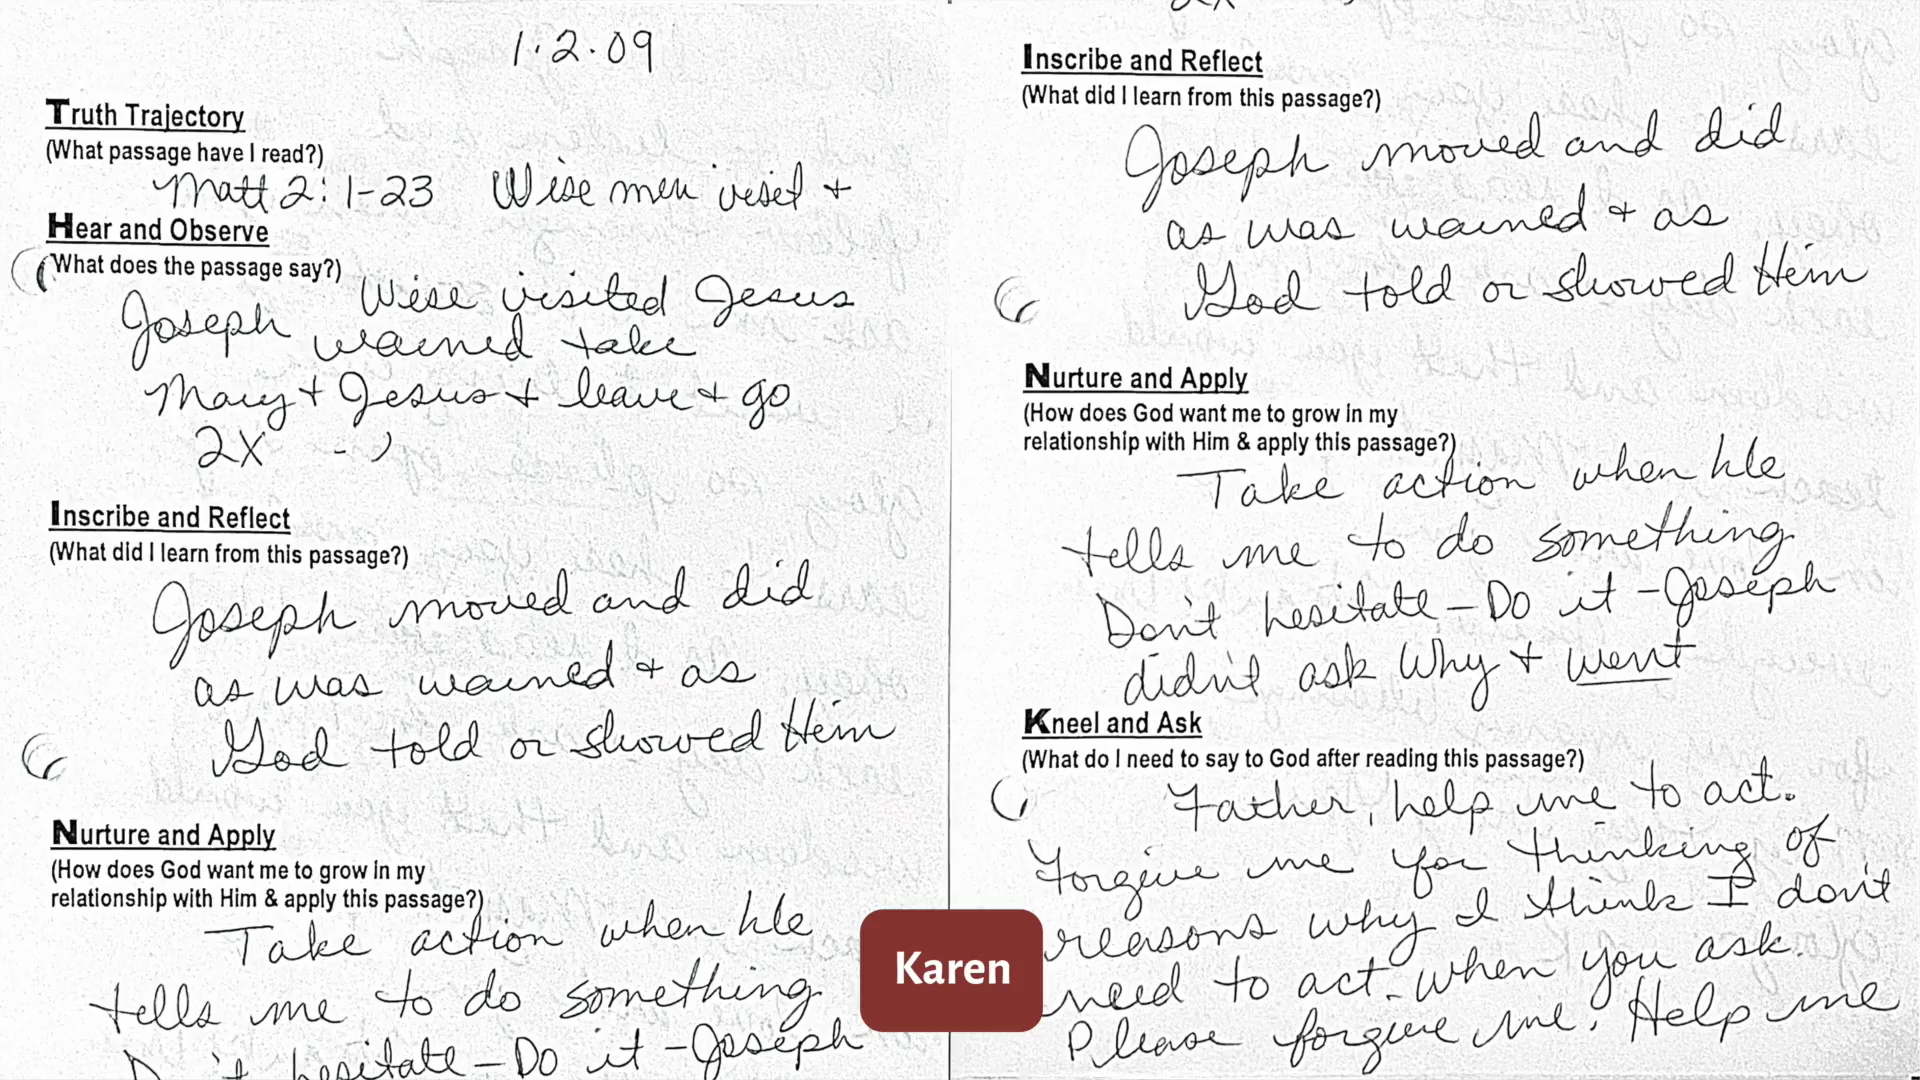 1.2.09
Truth Trajectory
(What passage have I read?)
Matt 2:1-23 Wise men veset +
Hear and Observe
(What does the passage say?)
Wise visited Jesus
Joseph warned take
Mary + Jesus + leave + go
2X
Inscribe and Reflect
(What did I learn from this passage?)
Joseph moved and did
as was warned + as
God told or showed Him
Nurture and Apply
(How does God want me to grow in my
relationship with Him & apply this passage?)
Take action when He
tells me to do something
Don't hesitate - Do it - Joseph
Inscribe and Reflect
(What did I learn from this passage?)
Joseph moved and did
as was warned + as
God told or showed Him
Nurture and Apply
(How does God want me to grow in my
relationship with Him & apply this passage?)
Take action when He
tells me to do something
Don't hesitate - Do it - Joseph
didn't ask Why + went
Kneel and Ask
(What do I need to say to God after reading this passage?)
Father, help me to act.
Forgive me for thinking of
reasons why I think I don't
need to act when you ask.
Please forgive me. Help me
Karen